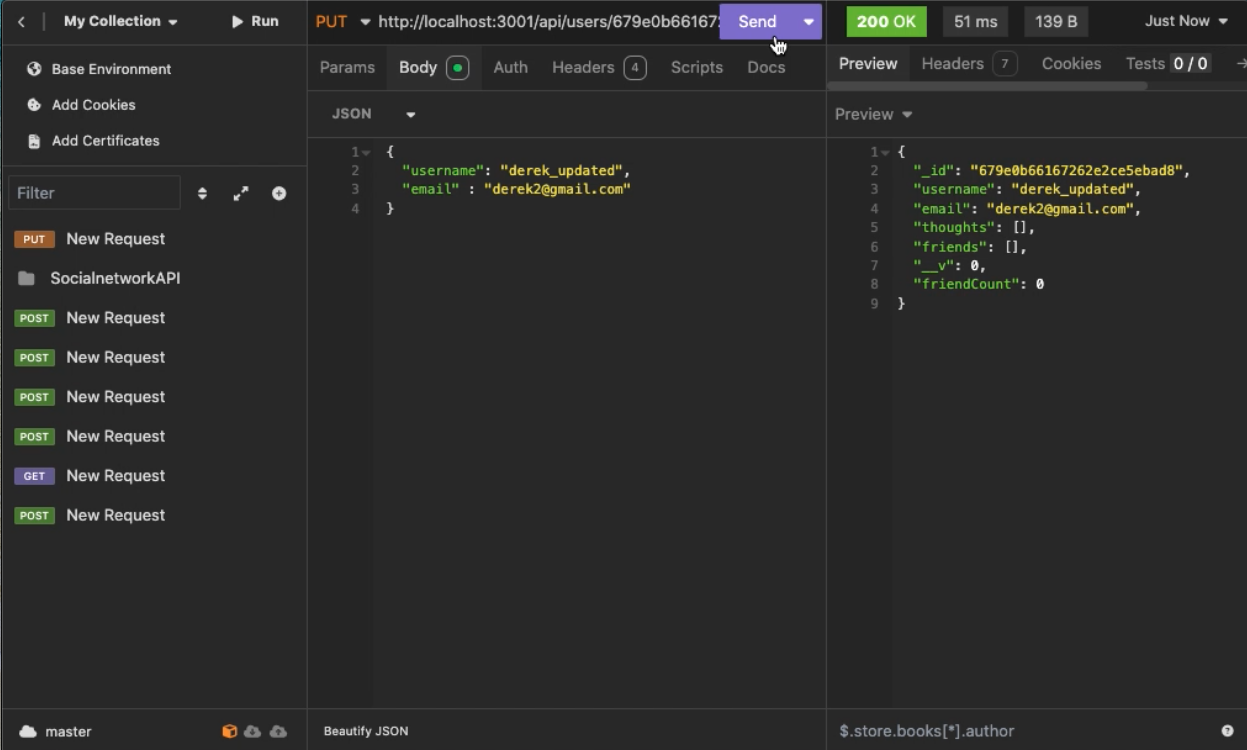 My Collection
Run
PUT http://localhost:3001/api/users/679e0b66167
Send
200 OK
51 ms
139 B
Just Now
Base Environment
Add Cookies
Add Certificates
Filter
PUT New Request
SocialnetworkAPI
POST New Request
POST New Request
POST New Request
POST New Request
GET New Request
POST New Request
master
Params
Body
Auth
Headers 4
Scripts
Docs
JSON
1 {
2 "username": "derek_updated",
3 "email" : "derek2@gmail.com"
4 }
Beautify JSON
Preview
Headers 7
Cookies
Tests 0 / 0
Preview
1 {
2 "_id": "679e0b66167262e2ce5ebad8",
3 "username": "derek_updated",
4 "email": "derek2@gmail.com",
5 "thoughts": [],
6 "friends": [],
7 "__v": 0,
8 "friendCount": 0
9 }
$.store.books[*].author